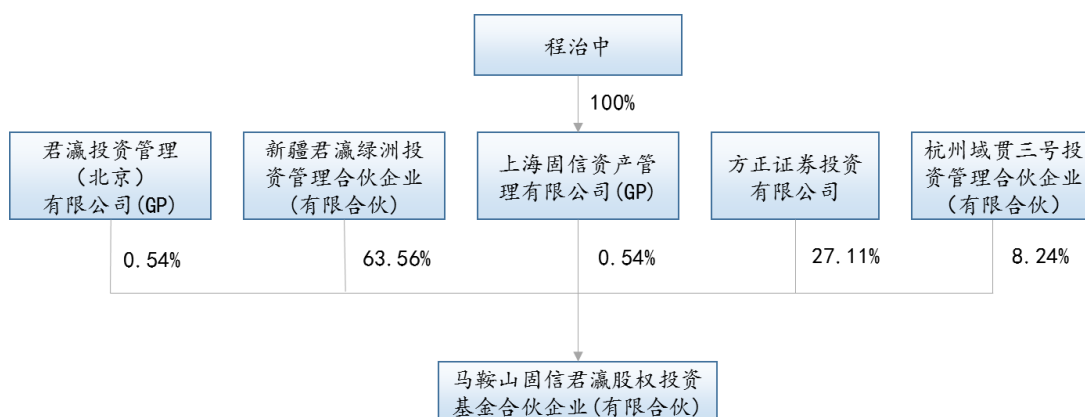 程治中
100%
君瀛投资管理
（北京）
有限公司(GP)
新疆君瀛绿洲投
资管理合伙企业
(有限合伙)
上海固信资产管
理有限公司(GP)
方正证券投资
有限公司
杭州域贯三号投
资管理合伙企业
（有限合伙）
0.54%
63.56%
0.54%
27.11%
8.24%
马鞍山固信君瀛股权投资
基金合伙企业(有限合伙)